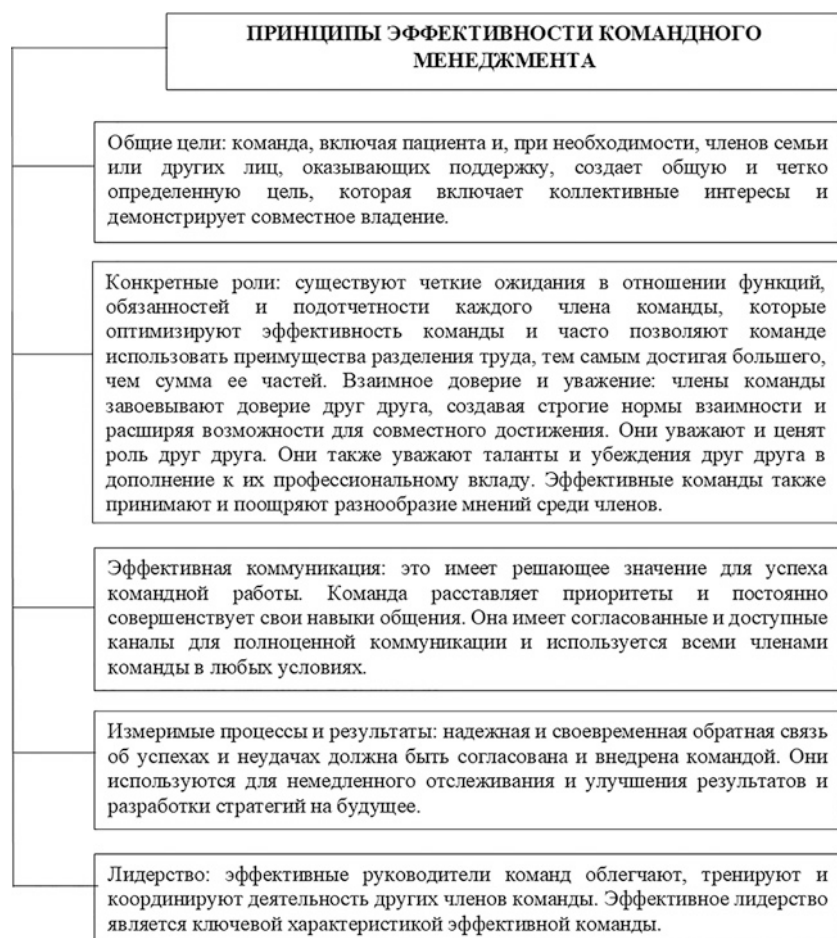 ПРИНЦИПЫ ЭФФЕКТИВНОСТИ КОМАНДНОГО
МЕНЕДЖМЕНТА
Общие цели: команда, включая пациента и, при необходимости, членов семьи
или других лиц, оказывающих поддержку, создает общую и четко
определенную цель, которая включает коллективные интересы и
демонстрирует совместное владение.
Конкретные роли: существуют четкие ожидания в отношении функций,
обязанностей и подотчетности каждого члена команды, которые
оптимизируют эффективность команды и часто позволяют команде
использовать преимущества разделения труда, тем самым достигая большего,
чем сумма ее частей. Взаимное доверие и уважение: члены команды
завоевывают доверие друг друга, создавая строгие нормы взаимности и
расширяя возможности для совместного достижения. Они уважают и ценят
роль друг друга. Они также уважают таланты и убеждения друг друга в
дополнение к их профессиональному вкладу. Эффективные команды также
принимают и поощряют разнообразие мнений среди членов.
Эффективная коммуникация: это имеет решающее значение для успеха
командной работы. Команда расставляет приоритеты и постоянно
совершенствует свои навыки общения. Она имеет согласованные и доступные
каналы для полноценной коммуникации и используется всеми членами
команды в любых условиях.
Измеримые процессы и результаты: надежная и своевременная обратная связь
об успехах и неудачах должна быть согласована и внедрена командой. Они
используются для немедленного отслеживания и улучшения результатов и
разработки стратегий на будущее.
Лидерство: эффективные руководители команд облегчают, тренируют и
координируют деятельность других членов команды. Эффективное лидерство
является ключевой характеристикой эффективной команды.